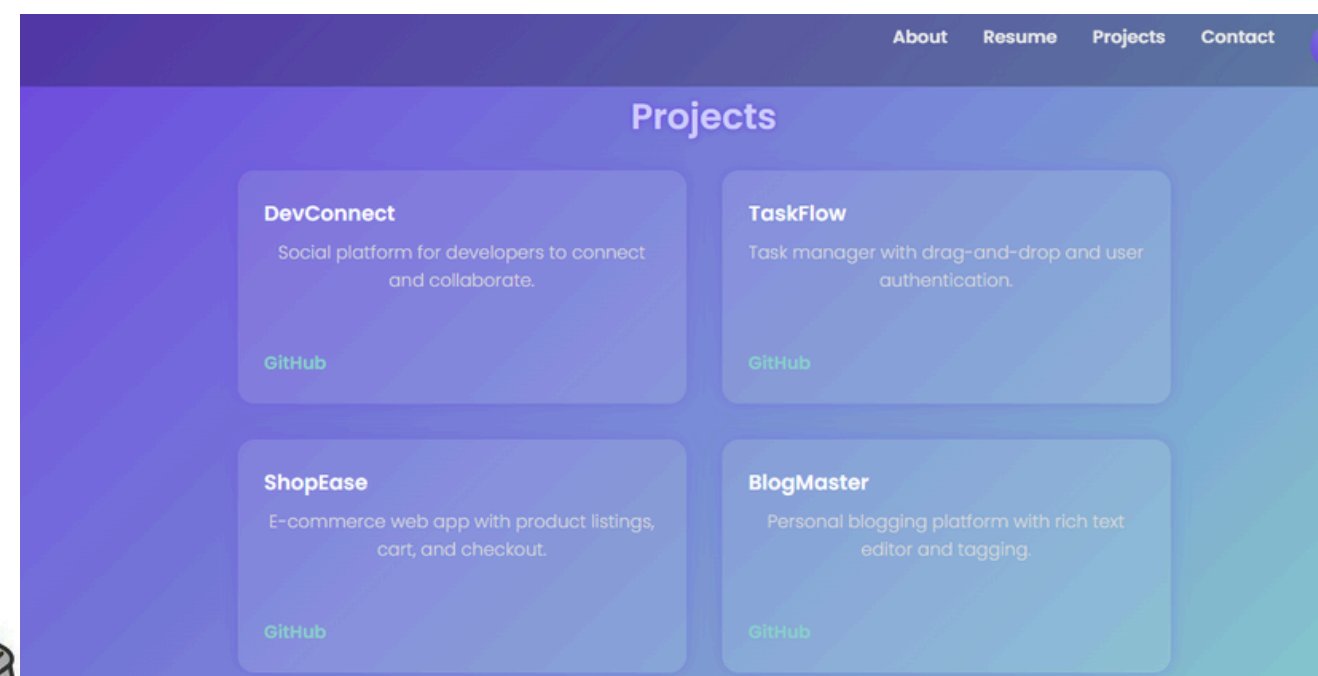 About Resume Projects Contact
Projects
DevConnect
Social platform for developers to connect
and collaborate.
GitHub
TaskFlow
Task manager with drag-and-drop and user
authentication.
GitHub
ShopEase
E-commerce web app with product listings,
cart, and checkout.
GitHub
BlogMaster
Personal blogging platform with rich text
editor and tagging.
GitHub